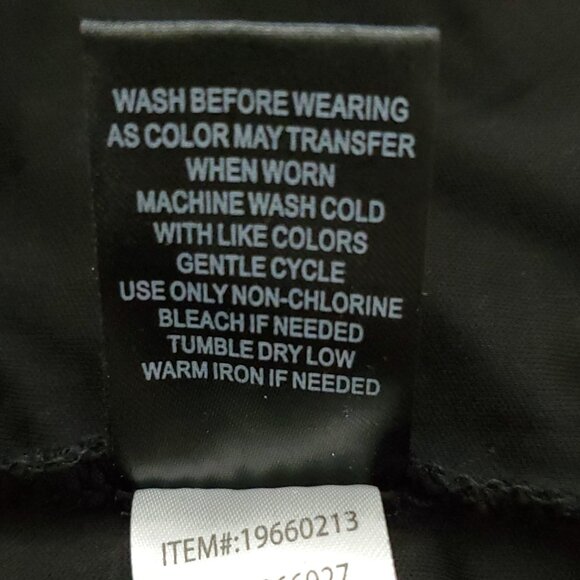 WASH BEFORE WEARING
AS COLOR MAY TRANSFER
WHEN WORN
MACHINE WASH COLD
WITH LIKE COLORS
GENTLE CYCLE
USE ONLY NON-CHLORINE
BLEACH IF NEEDED
TUMBLE DRY LOW
WARM IRON IF NEEDED
ITEM#:19660213